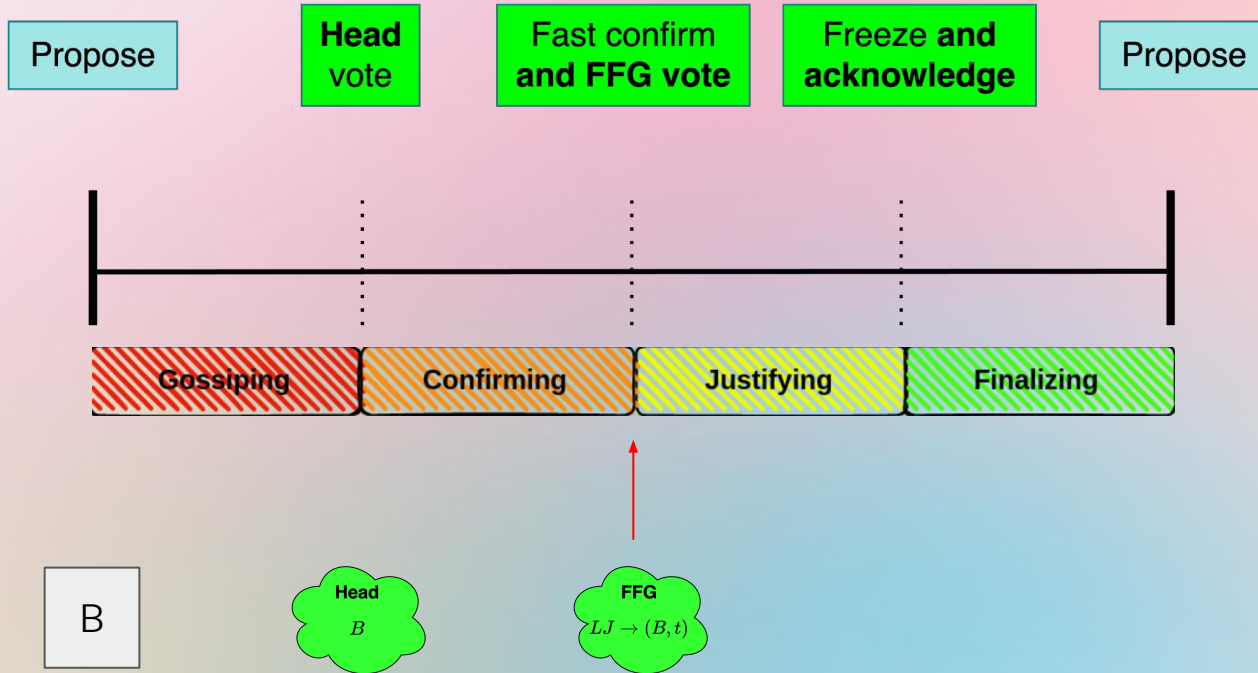 Propose
Head
vote
Fast confirm
and FFG vote
Freeze and
acknowledge
Propose
Gossiping
Confirming
Justifying
Finalizing
B
Head
B
FFG
LJ → (B, t)